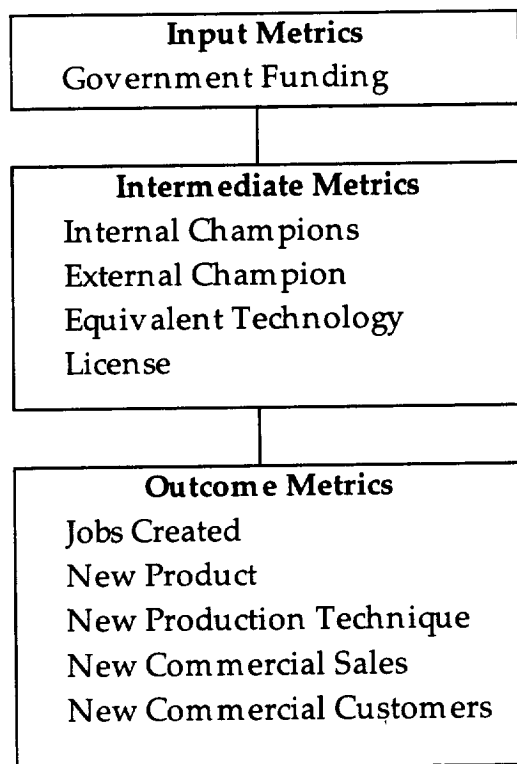 Input Metrics
Government Funding
Intermediate Metrics
Internal Champions
External Champion
Equivalent Technology
License
Outcome Metrics
Jobs Created
New Product
New Production Technique
New Commercial Sales
New Commercial Customers